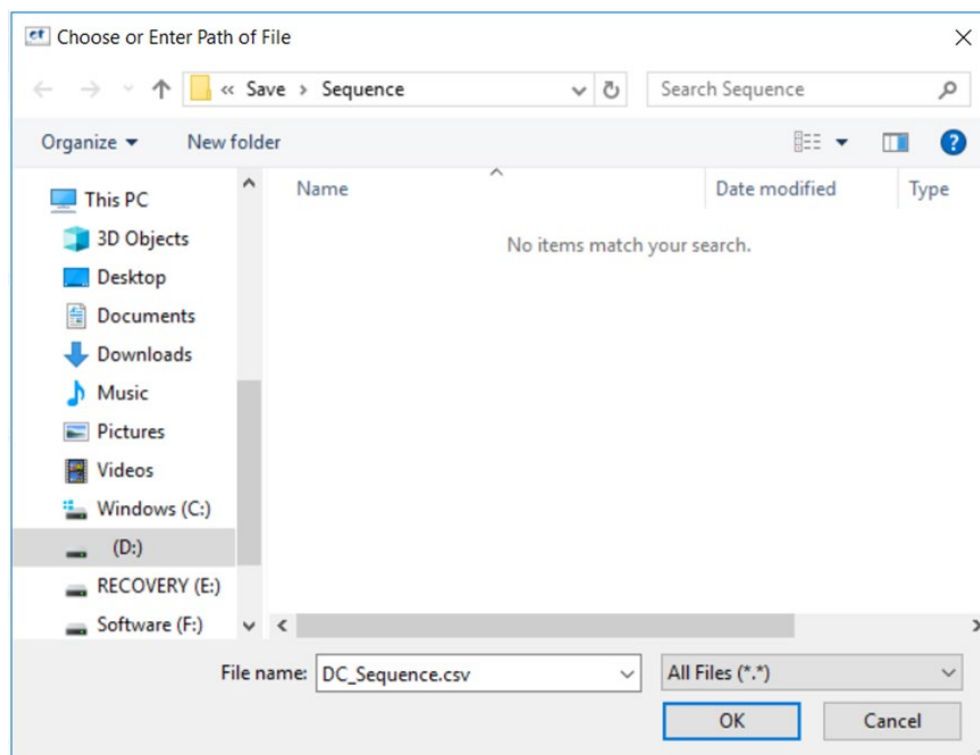 Choose or Enter Path of File
« Save › Sequence
Search Sequence
Organize
New folder
Name
Date modified
Type
No items match your search.
This PC
3D Objects
Desktop
Documents
Downloads
Music
Pictures
Videos
Windows (C:)
(D:)
RECOVERY (E:)
Software (F:)
File name: DC_Sequence.csv
All Files (*.*)
OK
Cancel